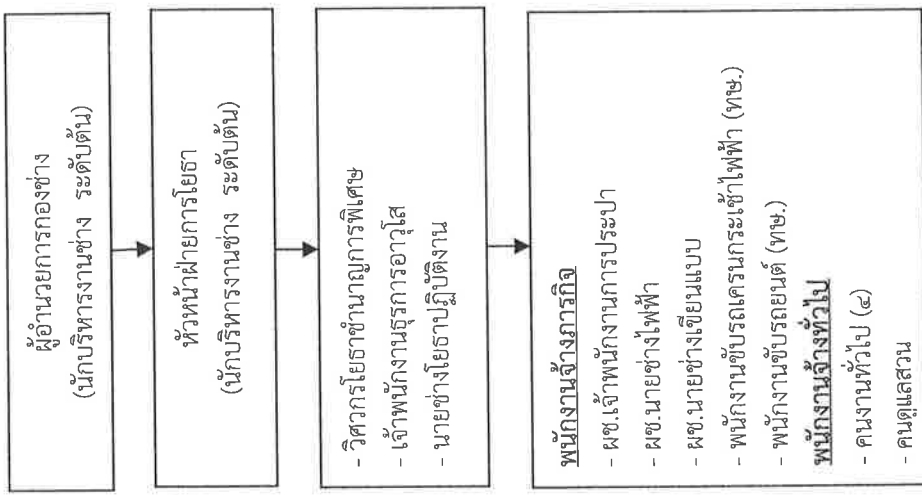 ผู้อำนวยการกองช่าง
(นักบริหารงานช่าง ระดับต้น)
หัวหน้าฝ่ายการโยธา
(นักบริหารงานช่าง ระดับต้น)
- วิศวกรโยธาชำนาญการพิเศษ
- เจ้าพนักงานธุรการอาวุโส
- นายช่างโยธาปฏิบัติงาน
พนักงานจ้างภารกิจ
- ผช.เจ้าพนักงานการประปา
- ผช.นายช่างไฟฟ้า
- ผช.นายช่างเขียนแบบ
- พนักงานขับรถเครนกระเช้าไฟฟ้า (ทษ.)
- พนักงานขับรถยนต์ (ทษ.)
พนักงานจ้างทั่วไป
- คนงานทั่วไป (๔)
- คนดูแลสวน